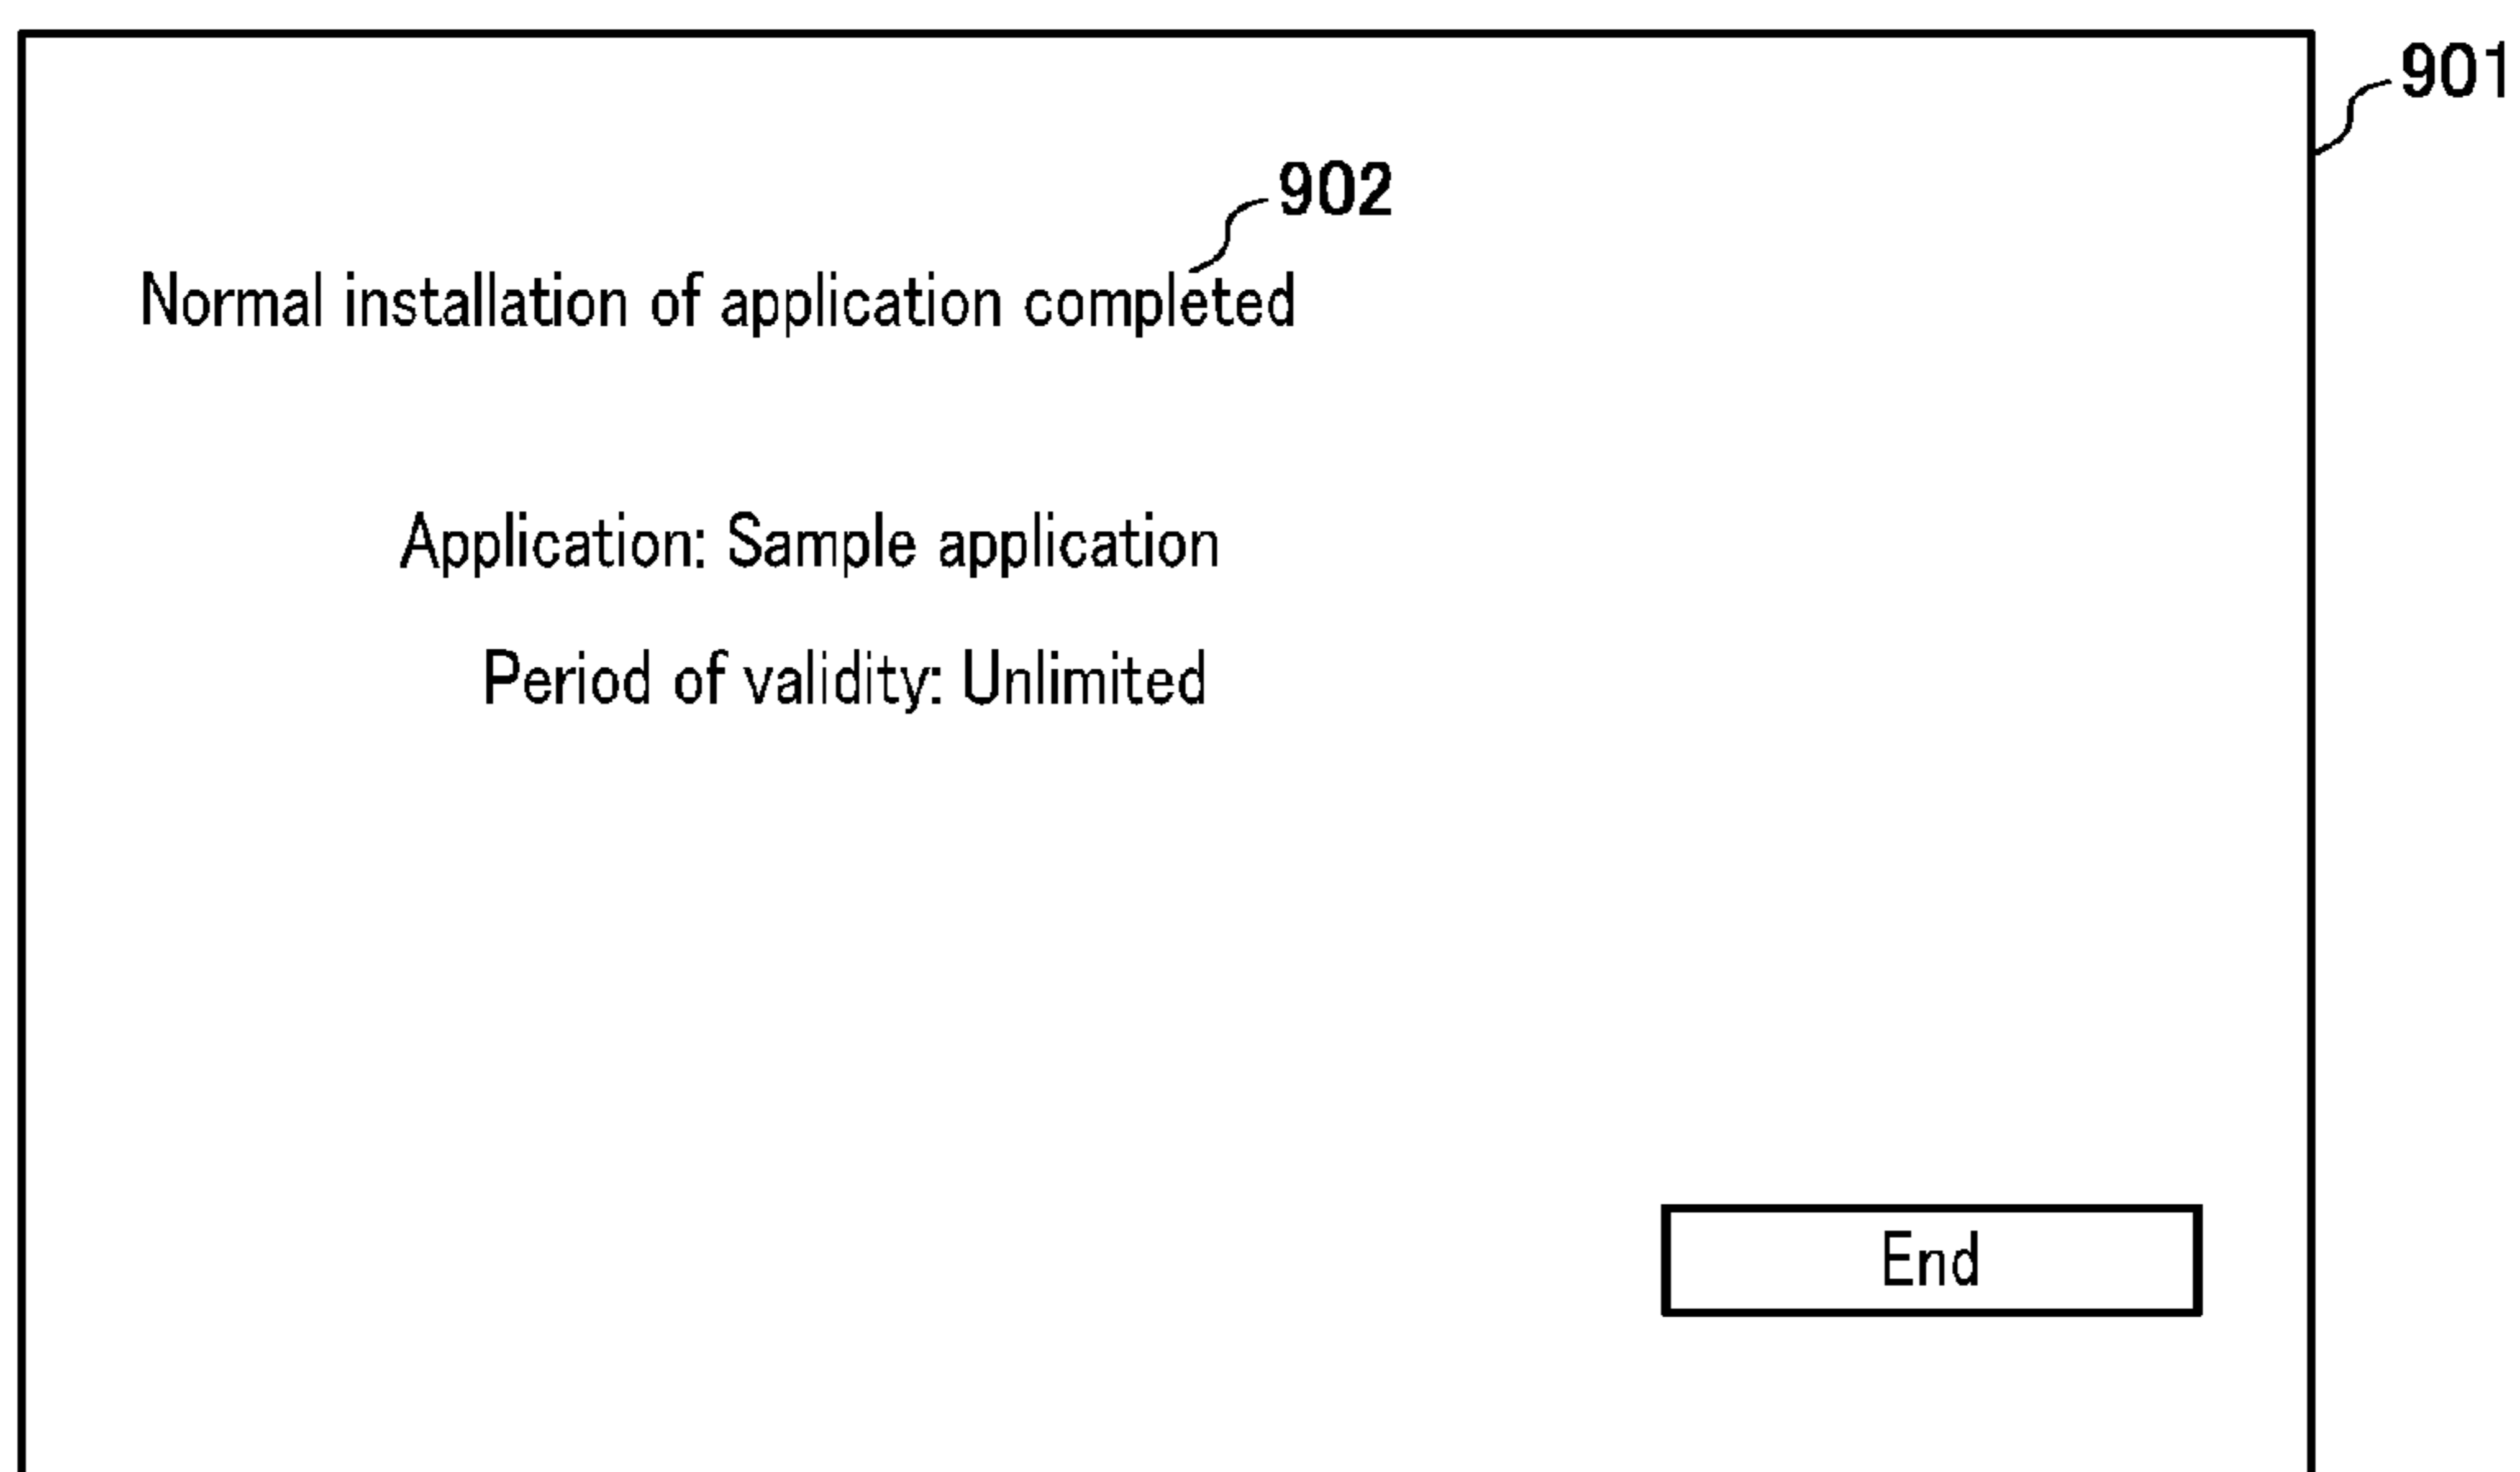 901
902
Normal installation of application completed
Application: Sample application
Period of validity: Unlimited
End